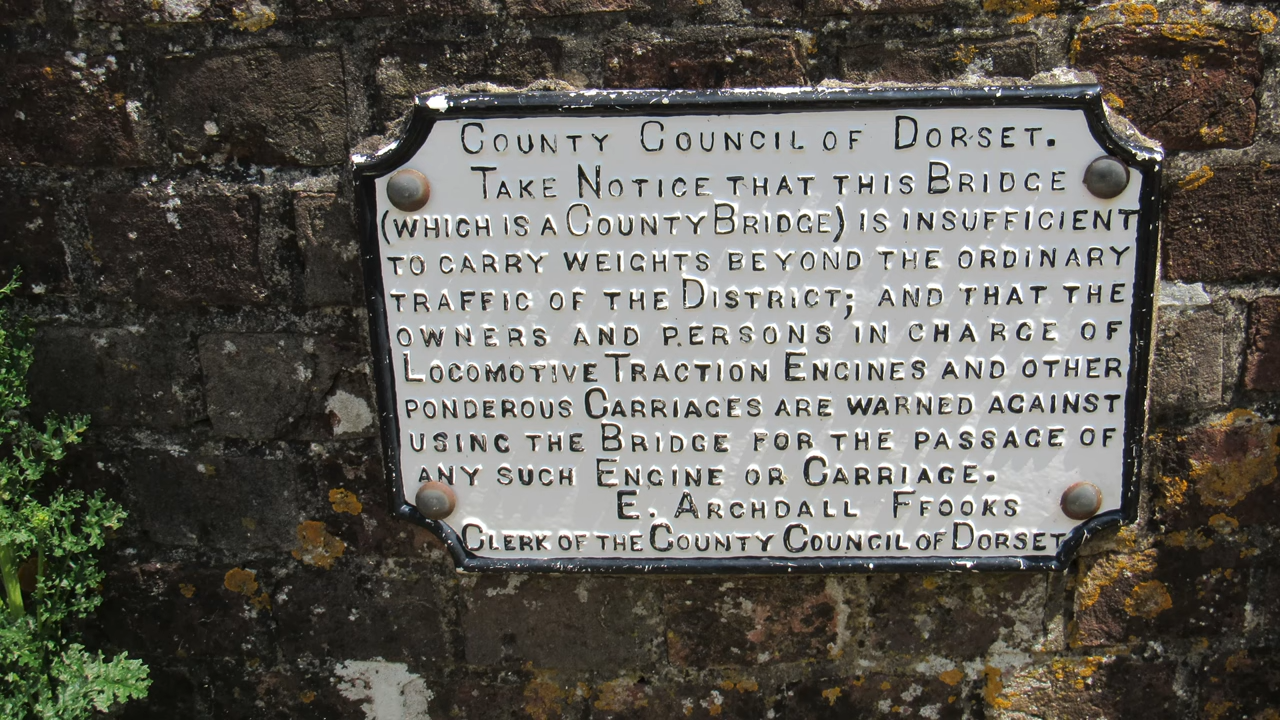 COUNTY COUNCIL OF DORSET.
TAKE NOTICE THAT THIS BRIDGE
(WHICH IS A COUNTY BRIDGE) IS INSUFFICIENT
TO CARRY WEIGHTS BEYOND THE ORDINARY
TRAFFIC OF THE DISTRICT; AND THAT THE
OWNERS AND PERSONS IN CHARGE OF
LOCOMOTIVE TRACTION ENGINES AND OTHER
PONDEROUS CARRIAGES ARE WARNED AGAINST
USING THE BRIDGE FOR THE PASSAGE OF
ANY SUCH ENGINE OR CARRIAGE.
E. ARCHDALL FFOOKS
CLERK OF THE COUNTY COUNCIL OF DORSET